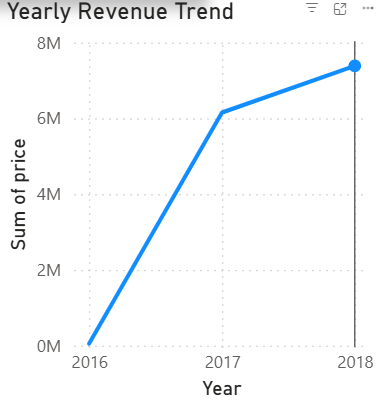 Yearly Revenue Trend
8M
6M
4M
2M
0M
Sum of price
2016 2017 2018
Year